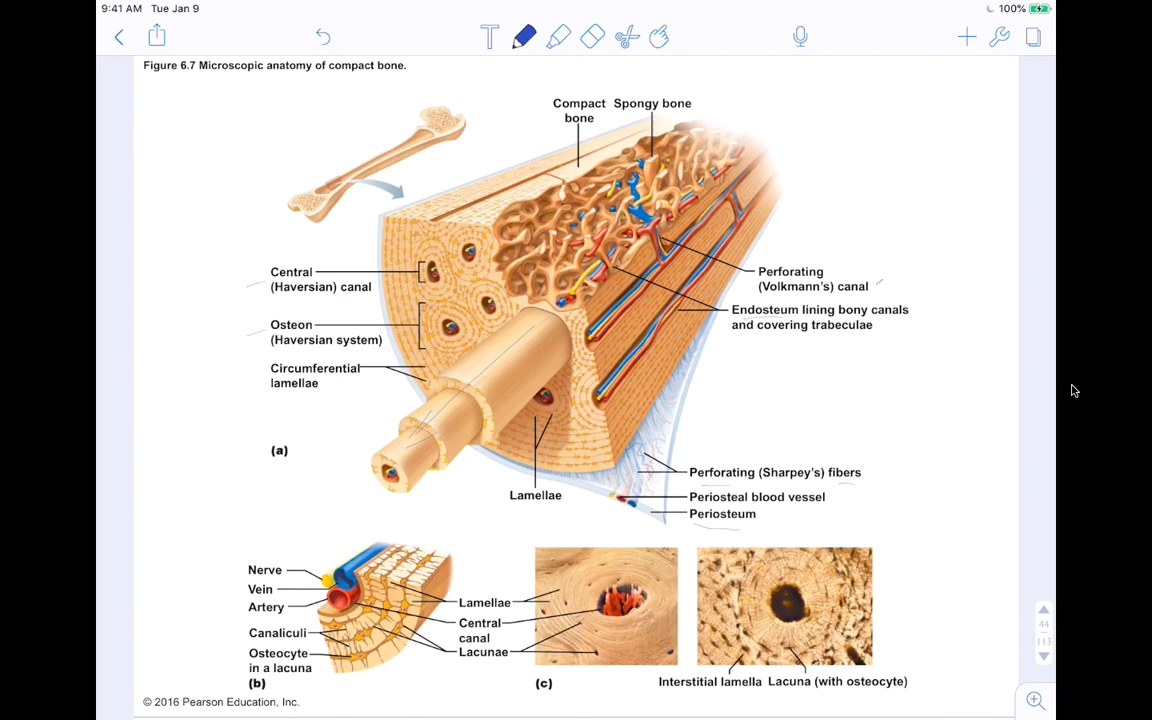 9:41 AM Tue Jan 9
100%
T
Figure 6.7 Microscopic anatomy of compact bone.
Compact bone
Spongy bone
Central
(Haversian) canal
Osteon
(Haversian system)
Circumferential
lamellae
Perforating
(Volkmann's) canal
Endosteum lining bony canals
and covering trabeculae
(a)
Lamellae
Perforating (Sharpey's) fibers
Periosteal blood vessel
Periosteum
Nerve
Vein
Artery
Canaliculi
Osteocyte
in a lacuna
(b)
Lamellae
Central
canal
Lacunae
(c)
Interstitial lamella
Lacuna (with osteocyte)
44
113
© 2016 Pearson Education, Inc.